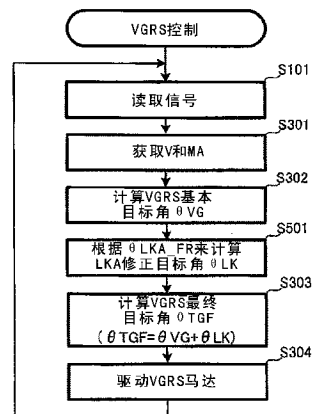 VGRS控制
S101
读取信号
S301
获取V和MA
S302
计算VGRS基本
目标角θVG
S501
根据θLKA_FR来计算
LKA修正目标角θLK
S303
计算VGRS最终
目标角θTGF
(θTGF=θVG+θLK)
S304
驱动VGRS马达